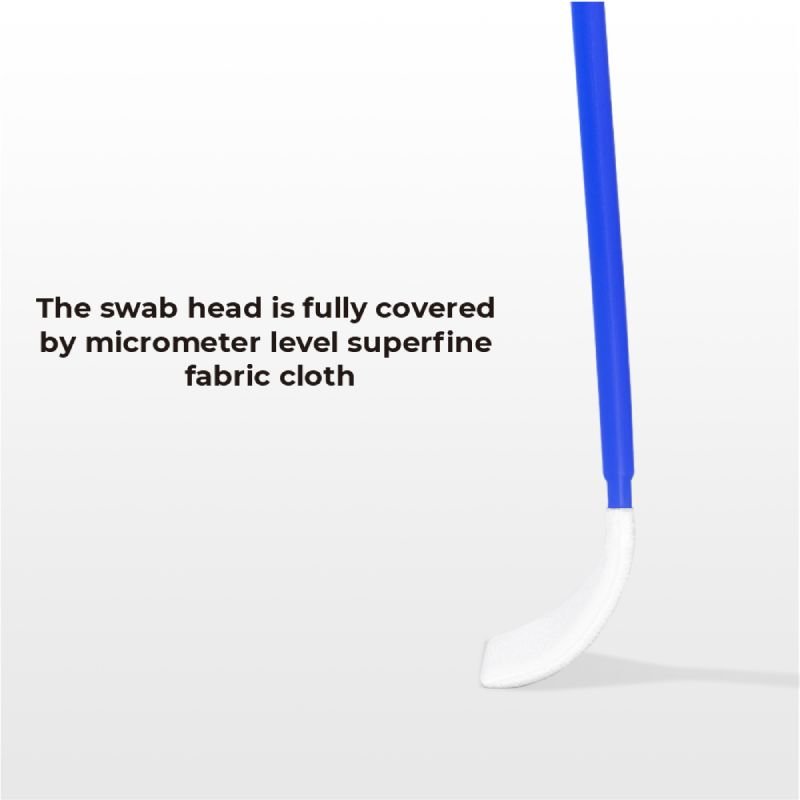 The swab head is fully covered
by micrometer level superfine
fabric cloth